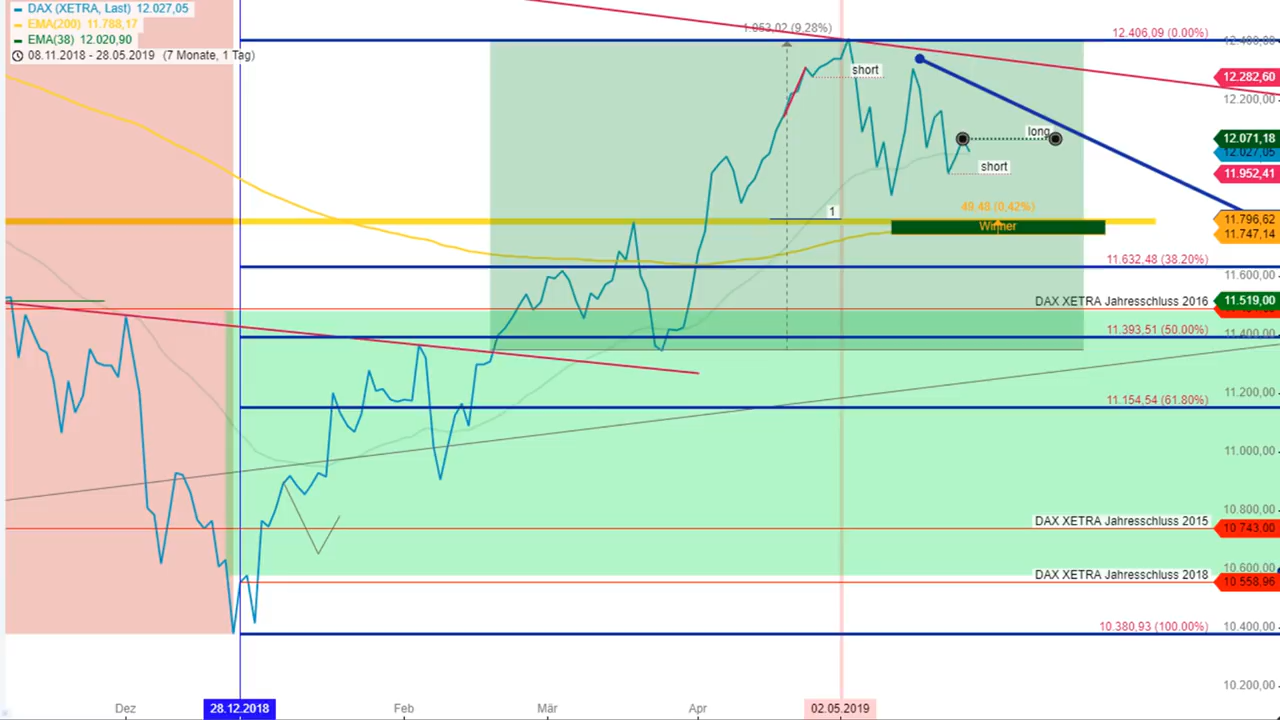 DAX (XETRA, Last) 12.027,05
EMA(200) 11.788,17
EMA(38) 12.020,90
08.11.2018 - 28.05.2019 (7 Monate, 1 Tag)
1.053,02 (9,28%)
12.406,09 (0.00%)
12.400,00
short
12.282,60
12.200,00
long
12.071,18
12.027,05
short
11.952,41
49,48 (0,42%)
1
11.796,62
Winner
11.747,14
11.632,48 (38.20%)
11.600,00
DAX XETRA Jahresschluss 2016
11.519,00
11.393,51 (50.00%)
11.400,00
11.154,54 (61.80%)
11.200,00
11.000,00
10.800,00
DAX XETRA Jahresschluss 2015
10.743,00
10.600,00
DAX XETRA Jahresschluss 2018
10.558,96
10.380,93 (100.00%)
10.400,00
10.200,00
Dez
28.12.2018
Feb
Mär
Apr
02.05.2019